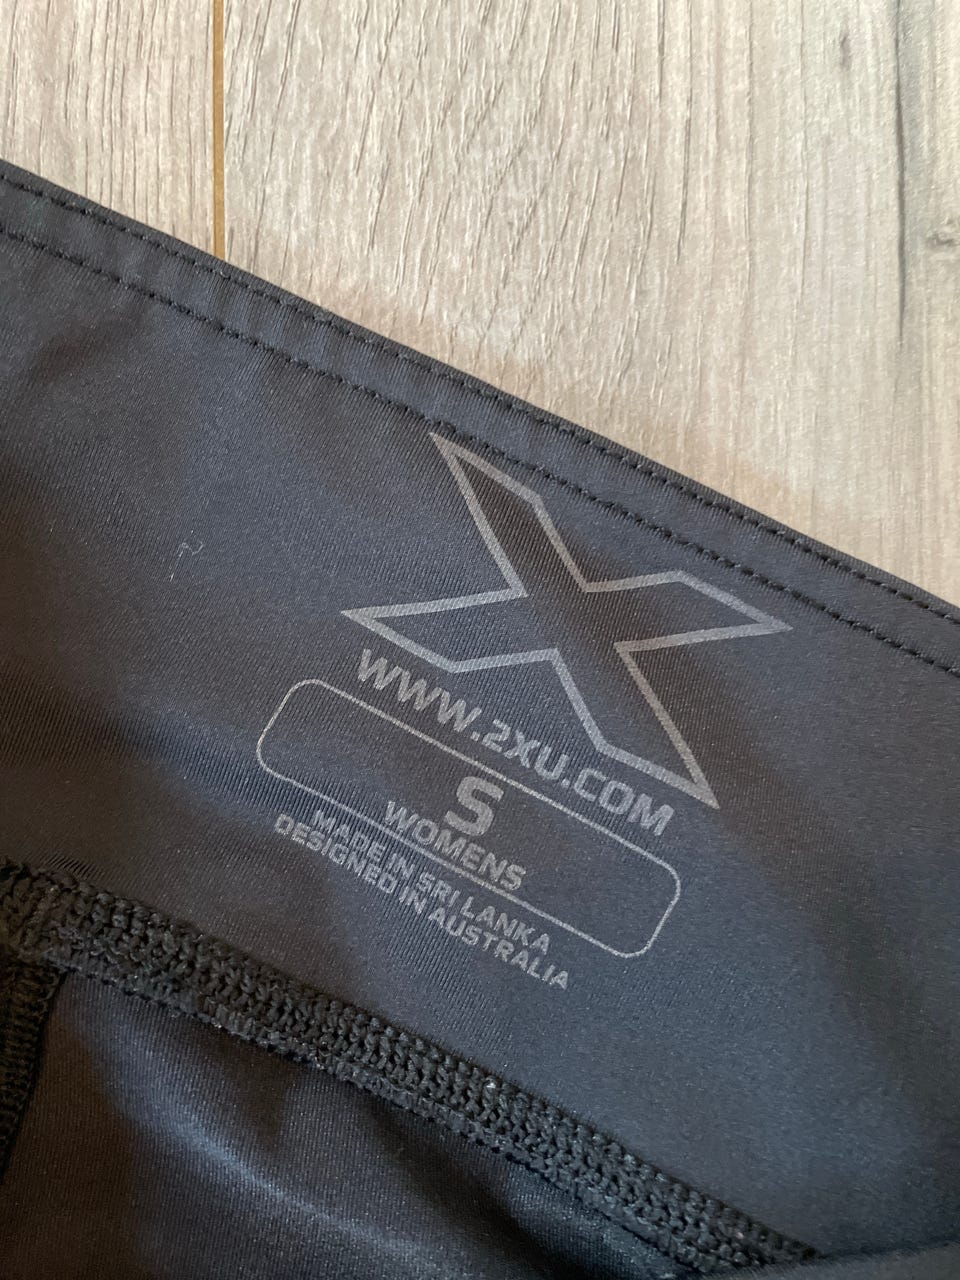 X
WWW.2XU.COM
S
WOMENS
MADE IN SRI LANKA
DESIGNED IN AUSTRALIA